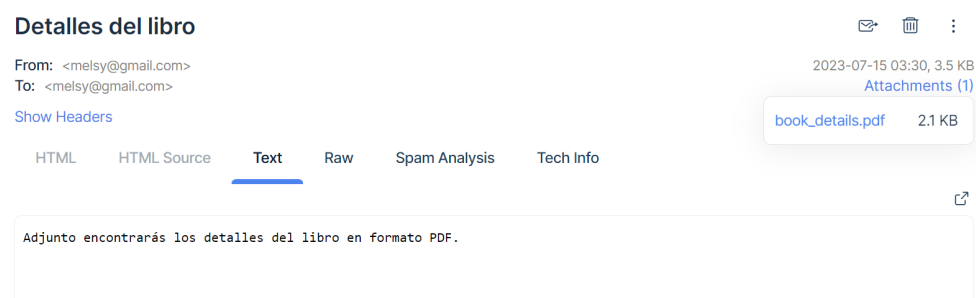 Detalles del libro
From: <melsy@gmail.com>
2023-07-15 03:30, 3.5 KB
To: <melsy@gmail.com>
Attachments (1)
Show Headers
book_details.pdf 2.1 KB
HTML HTML Source Text Raw Spam Analysis Tech Info
Adjunto encontrarás los detalles del libro en formato PDF.